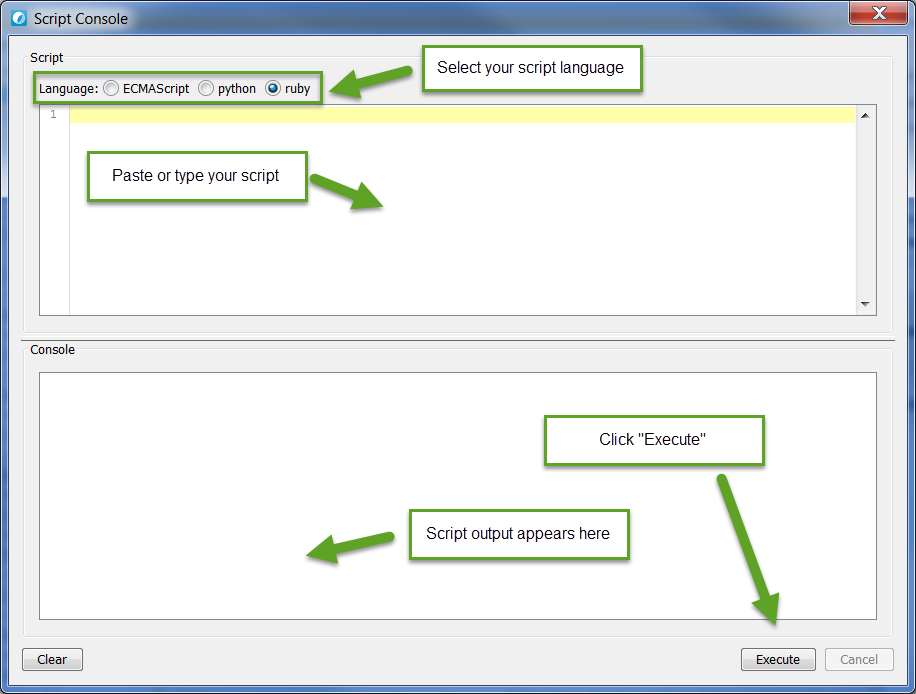 Script Console
Script
Select your script language
Language: ECMAScript python ruby
1
Paste or type your script
Console
Click "Execute"
Script output appears here
Clear Execute Cancel